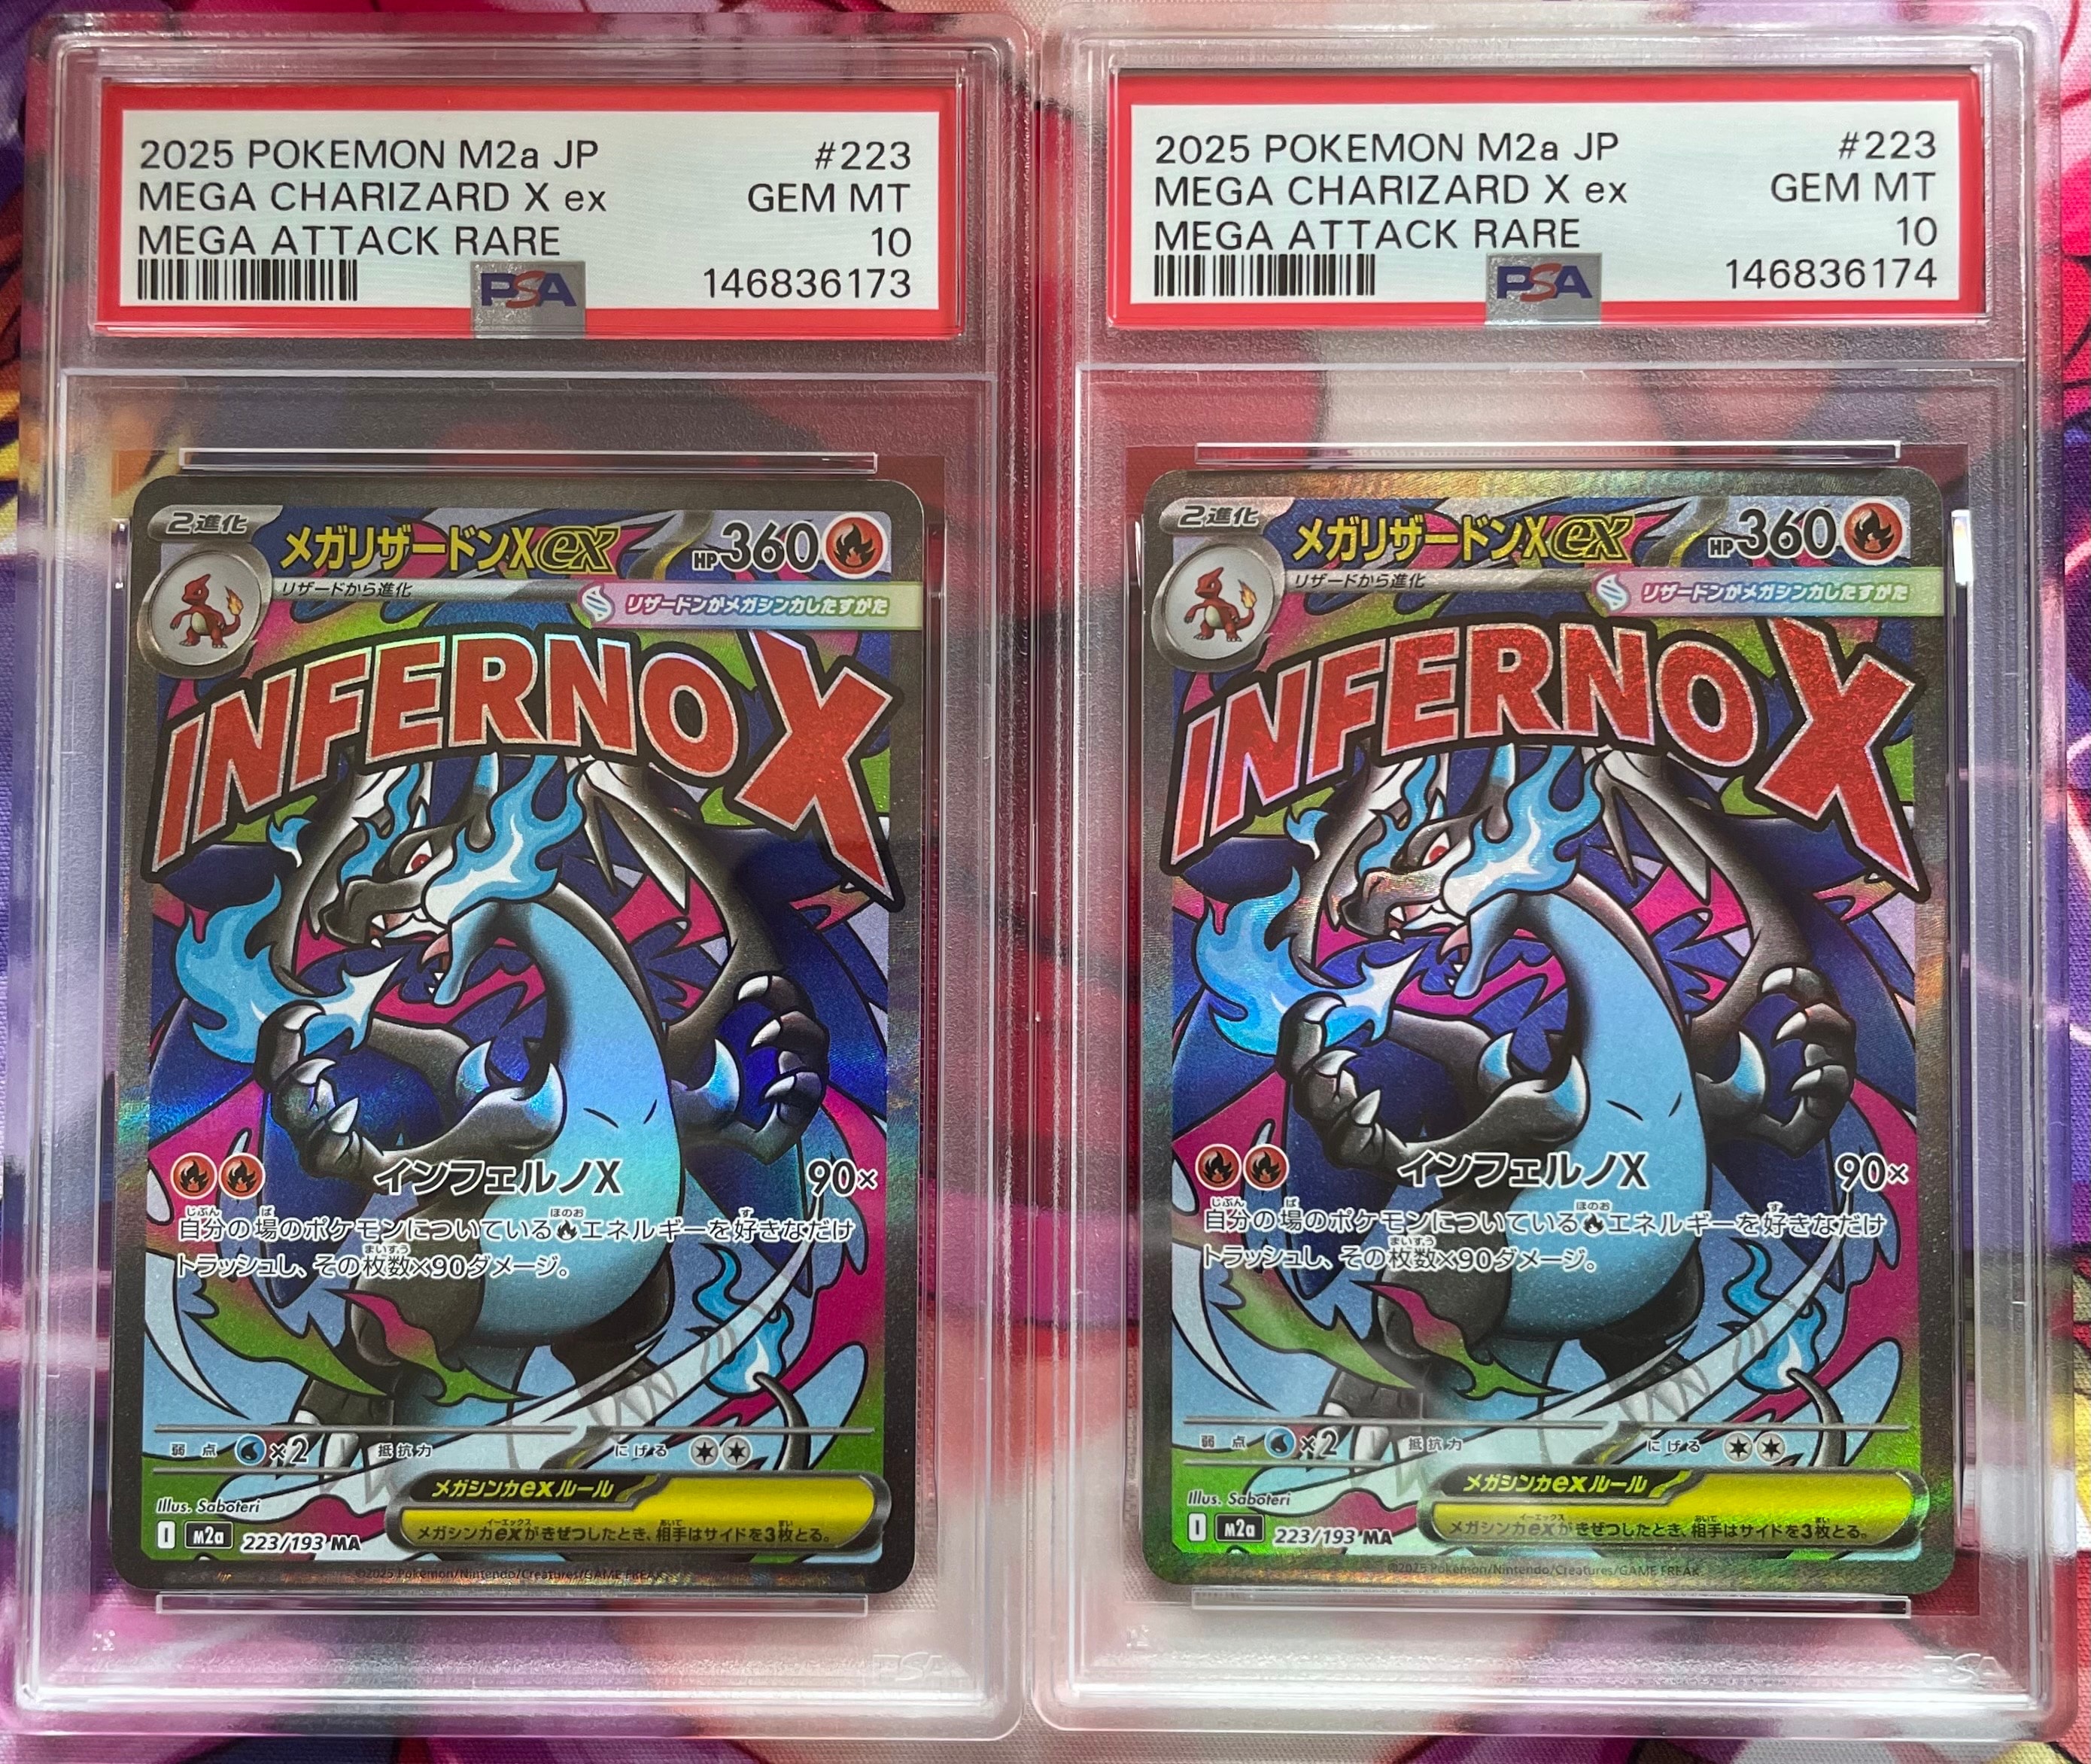 2025 POKEMON M2a JP #223
MEGA CHARIZARD X ex GEM MT
MEGA ATTACK RARE 10
PSA 146836173
2進化 メガリザードンXex HP360
リザードから進化
リザードンがメガシンカしたすがた
INFERNO X
インフェルノX 90×
自分の場のポケモンについているエネルギーを好きなだけ
トラッシュし、その枚数×90ダメージ。
弱点 ×2 抵抗力 にげる
メガシンカexルール
メガシンカexがきぜつしたとき、相手はサイドを3枚とる。
Illus. Saboteri
I M2a 223/193 MA
©2025 Pokémon/Nintendo/Creatures/GAME FREAK
PSA
2025 POKEMON M2a JP #223
MEGA CHARIZARD X ex GEM MT
MEGA ATTACK RARE 10
PSA 146836174
2進化 メガリザードンXex HP360
リザードから進化
リザードンがメガシンカしたすがた
INFERNO X
インフェルノX 90×
自分の場のポケモンについているエネルギーを好きなだけ
トラッシュし、その枚数×90ダメージ。
弱点 ×2 抵抗力 にげる
メガシンカexルール
メガシンカexがきぜつしたとき、相手はサイドを3枚とる。
Illus. Saboteri
I M2a 223/193 MA
©2025 Pokémon/Nintendo/Creatures/GAME FREAK
PSA